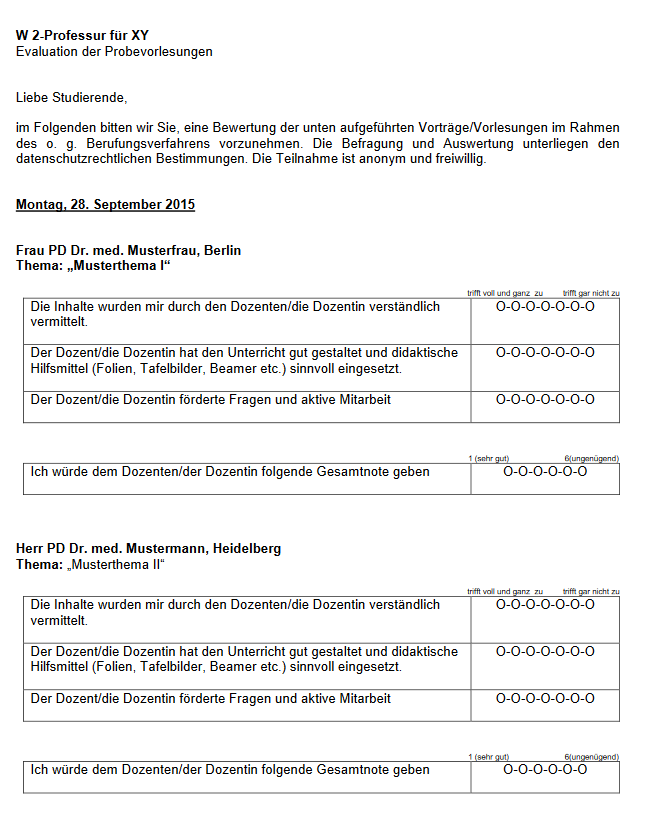 W 2-Professur für XY
Evaluation der Probevorlesungen
Liebe Studierende,
im Folgenden bitten wir Sie, eine Bewertung der unten aufgeführten Vorträge/Vorlesungen im Rahmen
des o. g. Berufungsverfahrens vorzunehmen. Die Befragung und Auswertung unterliegen den
datenschutzrechtlichen Bestimmungen. Die Teilnahme ist anonym und freiwillig.
Montag, 28. September 2015
Frau PD Dr. med. Musterfrau, Berlin
Thema: „Musterthema I“
trifft voll und ganz zu trifft gar nicht zu
Die Inhalte wurden mir durch den Dozenten/die Dozentin verständlich O-O-O-O-O-O-O
vermittelt.
Der Dozent/die Dozentin hat den Unterricht gut gestaltet und didaktische O-O-O-O-O-O-O
Hilfsmittel (Folien, Tafelbilder, Beamer etc.) sinnvoll eingesetzt.
Der Dozent/die Dozentin förderte Fragen und aktive Mitarbeit O-O-O-O-O-O-O
1 (sehr gut) 6(ungenügend)
Ich würde dem Dozenten/der Dozentin folgende Gesamtnote geben O-O-O-O-O-O
Herr PD Dr. med. Mustermann, Heidelberg
Thema: „Musterthema II“
trifft voll und ganz zu trifft gar nicht zu
Die Inhalte wurden mir durch den Dozenten/die Dozentin verständlich O-O-O-O-O-O-O
vermittelt.
Der Dozent/die Dozentin hat den Unterricht gut gestaltet und didaktische O-O-O-O-O-O-O
Hilfsmittel (Folien, Tafelbilder, Beamer etc.) sinnvoll eingesetzt.
Der Dozent/die Dozentin förderte Fragen und aktive Mitarbeit O-O-O-O-O-O-O
1 (sehr gut) 6(ungenügend)
Ich würde dem Dozenten/der Dozentin folgende Gesamtnote geben O-O-O-O-O-O